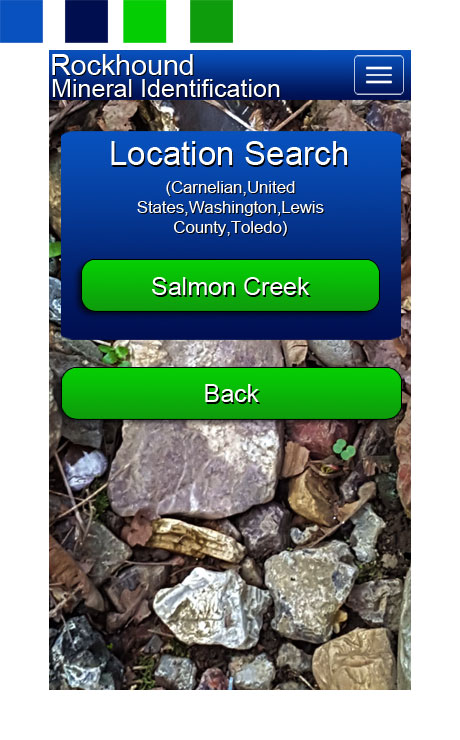 Rockhound
Mineral Identification
Location Search
(Carnelian,United
States,Washington,Lewis
County,Toledo)
Salmon Creek
Back